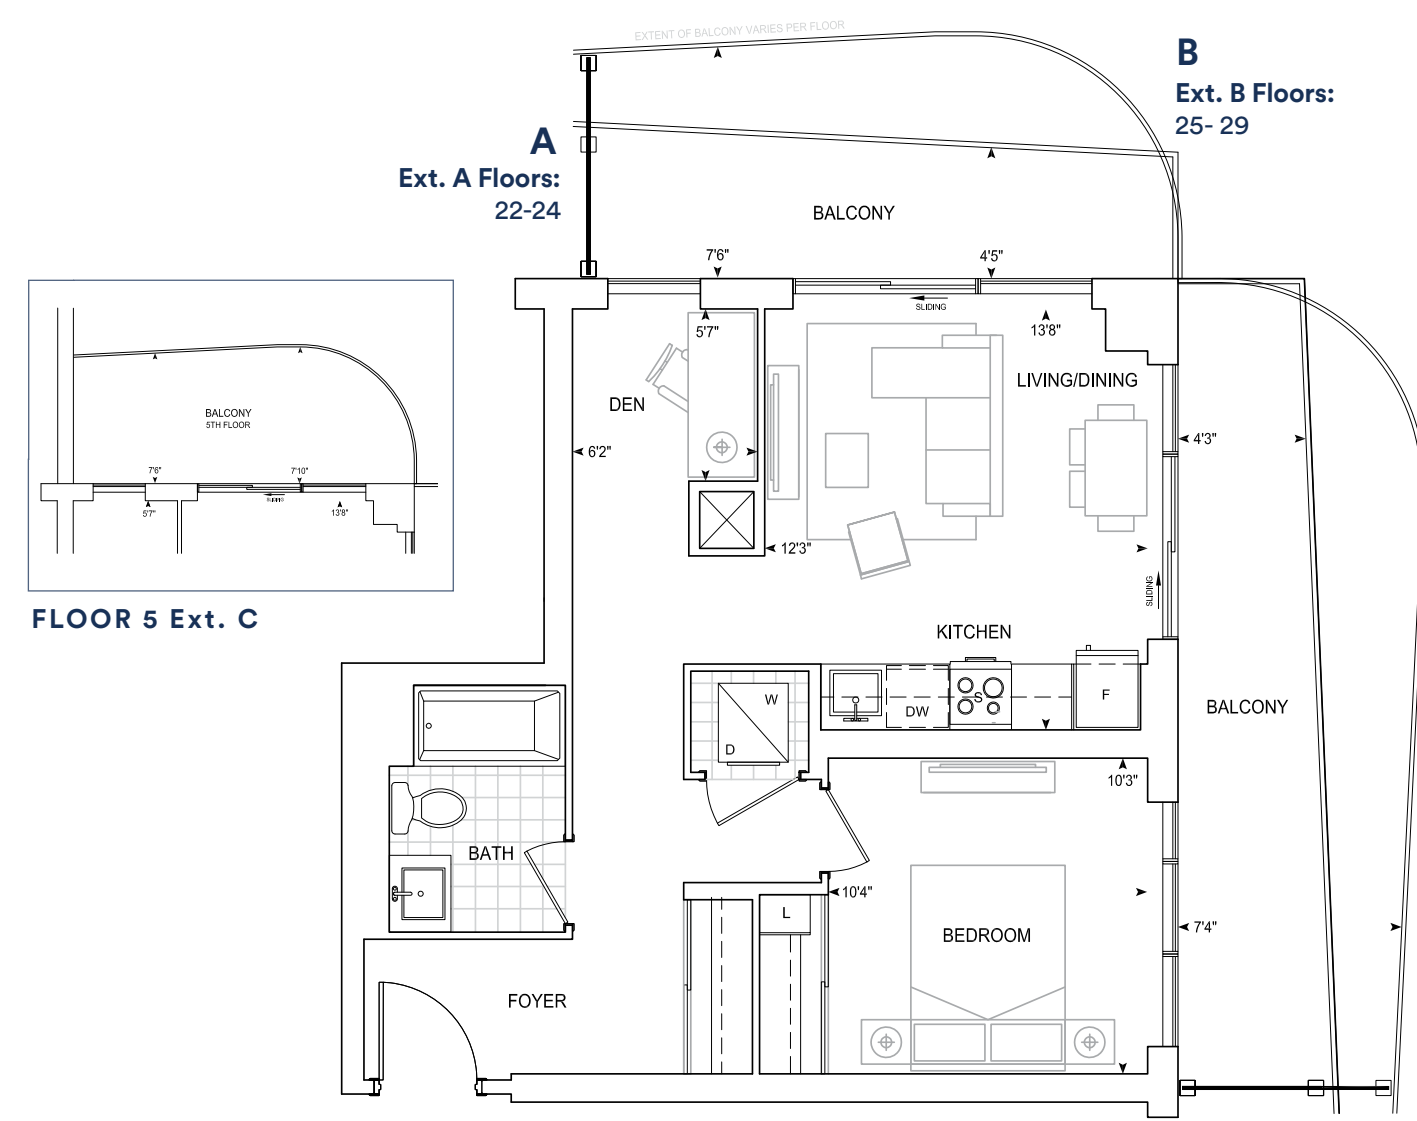 EXTENT OF BALCONY VARIES PER FLOOR
B
Ext. B Floors:
25- 29
A
Ext. A Floors:
22-24
BALCONY
7'6"
4'5"
SLIDING
5'7"
13'8"
LIVING/DINING
DEN
6'2"
4'3"
12'3"
SLIDING
KITCHEN
W
D
DW
S
F
BALCONY
10'3"
BATH
10'4"
L
BEDROOM
7'4"
FOYER
BALCONY
5TH FLOOR
7'6"
7'10"
SLIDING
5'7"
13'8"
FLOOR 5 Ext. C